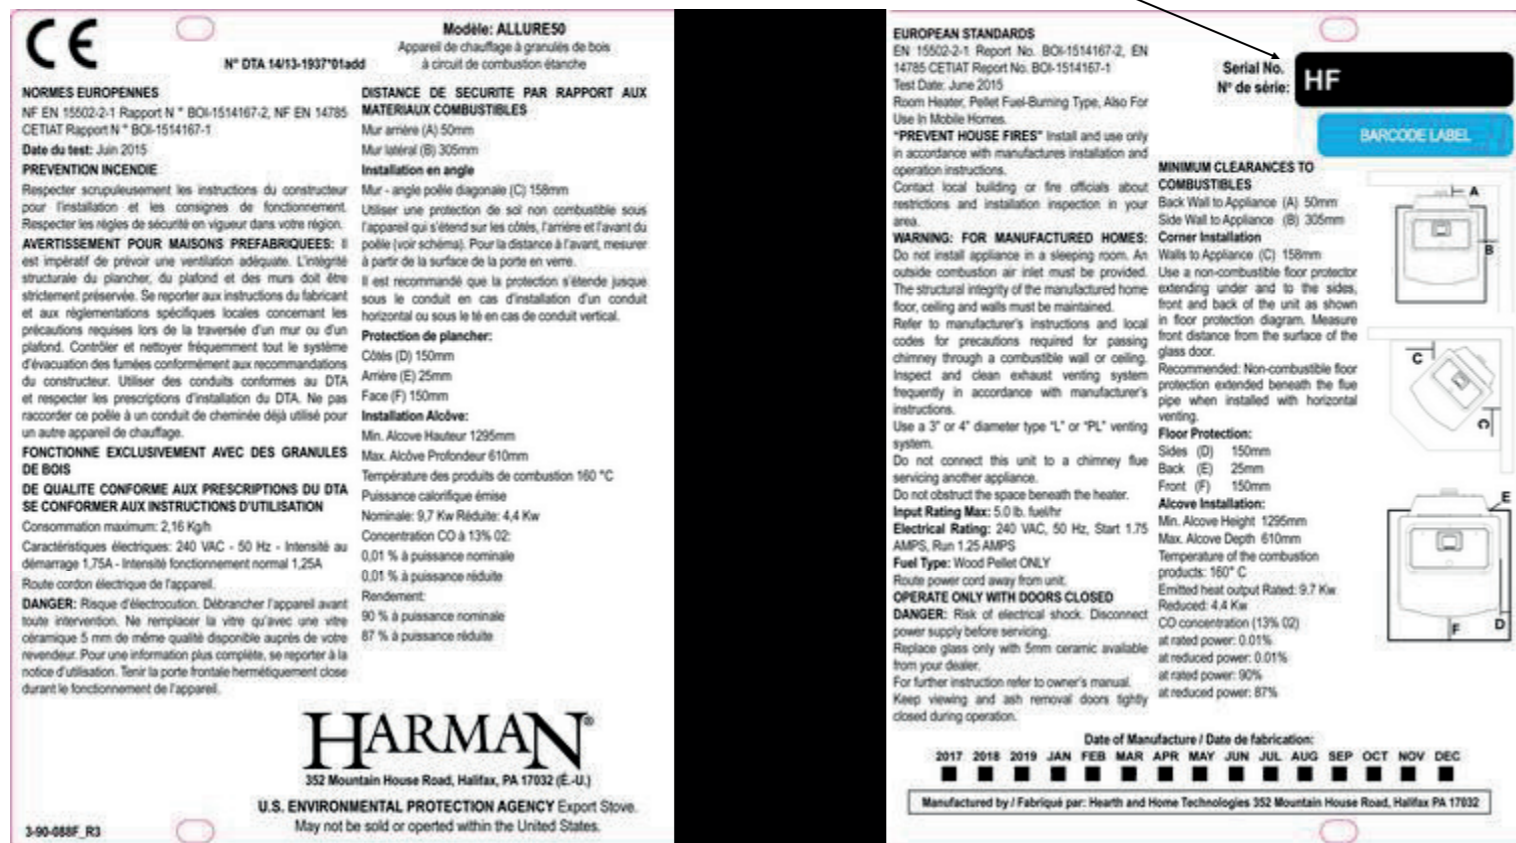 CE
N° DTA 14/13-1937*01add
Modèle: ALLURE50
Appareil de chauffage à granulés de bois
à circuit de combustion étanche
NORMES EUROPENNES
NF EN 15502-2-1 Rapport N ° BOI-1514167-2, NF EN 14785
CETIAT Rapport N ° BOI-1514167-1
Date du test: Juin 2015
PREVENTION INCENDIE
Respecter scrupuleusement les instructions du constructeur
pour l'installation et les consignes de fonctionnement.
Respecter les régles de sécurité en vigueur dans votre région.
AVERTISSEMENT POUR MAISONS PREFABRIQUEES: Il
est impératif de prévoir une ventilation adéquate. L'intégrité
structurale du plancher, du plafond et des murs doit être
strictement préservée. Se reporter aux instructions du fabricant
et aux règlementations spécifiques locales concernant les
précautions requises lors de la traversée d'un mur ou d'un
plafond. Contrôler et nettoyer fréquemment tout le système
d'évacuation des fumées conformément aux recommandations
du constructeur. Utiliser des conduits conformes au DTA
et respecter les prescriptions d'installation du DTA. Ne pas
raccorder ce poêle à un conduit de cheminée déjà utilisé pour
un autre appareil de chauffage.
FONCTIONNE EXCLUSIVEMENT AVEC DES GRANULES
DE BOIS
DE QUALITE CONFORME AUX PRESCRIPTIONS DU DTA
SE CONFORMER AUX INSTRUCTIONS D'UTILISATION
Consommation maximum: 2,16 Kg/h
Caractéristiques électriques: 240 VAC - 50 Hz - Intensité au
démarrage 1,75A - Intensité fonctionnement normal 1,25A
Route cordon électrique de l'appareil.
DANGER: Risque d'électrocution. Débrancher l'appareil avant
toute intervention. Ne remplacer la vitre qu'avec une vitre
céramique 5 mm de même qualité disponible auprès de votre
revendeur. Pour une information plus complète, se reporter à la
notice d'utilisation. Tenir la porte frontale hermétiquement close
durant le fonctionnement de l'appareil.
DISTANCE DE SECURITE PAR RAPPORT AUX
MATERIAUX COMBUSTIBLES
Mur arrière (A) 50mm
Mur latéral (B) 305mm
Installation en angle
Mur - angle poêle diagonale (C) 158mm
Utiliser une protection de sol non combustible sous
l'appareil qui s'étend sur les côtés, l'arrière et l'avant du
poêle (voir schéma). Pour la distance à l'avant, mesurer
à partir de la surface de la porte en verre.
Il est recommandé que la protection s'étende jusque
sous le conduit en cas d'installation d'un conduit
horizontal ou sous le té en cas de conduit vertical.
Protection de plancher:
Côtés (D) 150mm
Arrière (E) 25mm
Face (F) 150mm
Installation Alcôve:
Min. Alcove Hauteur 1295mm
Max. Alcôve Profondeur 610mm
Température des produits de combustion 160 °C
Puissance calorifique émise
Nominale: 9,7 Kw Réduite: 4,4 Kw
Concentration CO à 13% 02:
0,01 % à puissance nominale
0,01 % à puissance réduite
Rendement:
90 % à puissance nominale
87 % à puissance réduite
HARMAN®
352 Mountain House Road, Halifax, PA 17032 (É.-U.)
U.S. ENVIRONMENTAL PROTECTION AGENCY Export Stove.
May not be sold or operted within the United States.
3-90-088F_R3
EUROPEAN STANDARDS
EN 15502-2-1 Report No. BOI-1514167-2, EN
14785 CETIAT Report No. BOI-1514167-1
Test Date: June 2015
Room Heater, Pellet Fuel-Burning Type, Also For
Use In Mobile Homes.
"PREVENT HOUSE FIRES" Install and use only
in accordance with manufactures installation and
operation instructions.
Contact local building or fire officials about
restrictions and installation inspection in your
area.
WARNING: FOR MANUFACTURED HOMES:
Do not install appliance in a sleeping room. An
outside combustion air inlet must be provided.
The structural integrity of the manufactured home
floor, ceiling and walls must be maintained.
Refer to manufacturer's instructions and local
codes for precautions required for passing
chimney through a combustible wall or ceiling.
Inspect and clean exhaust venting system
frequently in accordance with manufacturer's
instructions.
Use a 3" or 4" diameter type "L" or "PL" venting
system.
Do not connect this unit to a chimney flue
servicing another appliance.
Do not obstruct the space beneath the heater.
Input Rating Max: 5.0 lb. fuel/hr
Electrical Rating: 240 VAC, 50 Hz, Start 1.75
AMPS, Run 1.25 AMPS
Fuel Type: Wood Pellet ONLY
Route power cord away from unit.
OPERATE ONLY WITH DOORS CLOSED
DANGER: Risk of electrical shock. Disconnect
power supply before servicing.
Replace glass only with 5mm ceramic available
from your dealer.
For further instruction refer to owner's manual.
Keep viewing and ash removal doors tightly
closed during operation.
Serial No.
N° de série:
HF
BARCODE LABEL
MINIMUM CLEARANCES TO
COMBUSTIBLES
Back Wall to Appliance (A) 50mm
Side Wall to Appliance (B) 305mm
Corner Installation
Walls to Appliance (C) 158mm
Use a non-combustible floor protector
extending under and to the sides,
front and back of the unit as shown
in floor protection diagram. Measure
front distance from the surface of the
glass door.
Recommended: Non-combustible floor
protection extended beneath the flue
pipe when installed with horizontal
venting.
Floor Protection:
Sides (D) 150mm
Back (E) 25mm
Front (F) 150mm
Alcove Installation:
Min. Alcove Height 1295mm
Max. Alcove Depth 610mm
Temperature of the combustion
products: 160° C
Emitted heat output Rated: 9.7 Kw
Reduced: 4.4 Kw
CO concentration (13% 02)
at rated power: 0.01%
at reduced power: 0.01%
at rated power: 90%
at reduced power: 87%
A
B
C
C
E
F
D
Date of Manufacture / Date de fabrication:
2017 2018 2019 JAN FEB MAR APR MAY JUN JUL AUG SEP OCT NOV DEC
Manufactured by / Fabriqué par: Hearth and Home Technologies 352 Mountain House Road, Halifax PA 17032